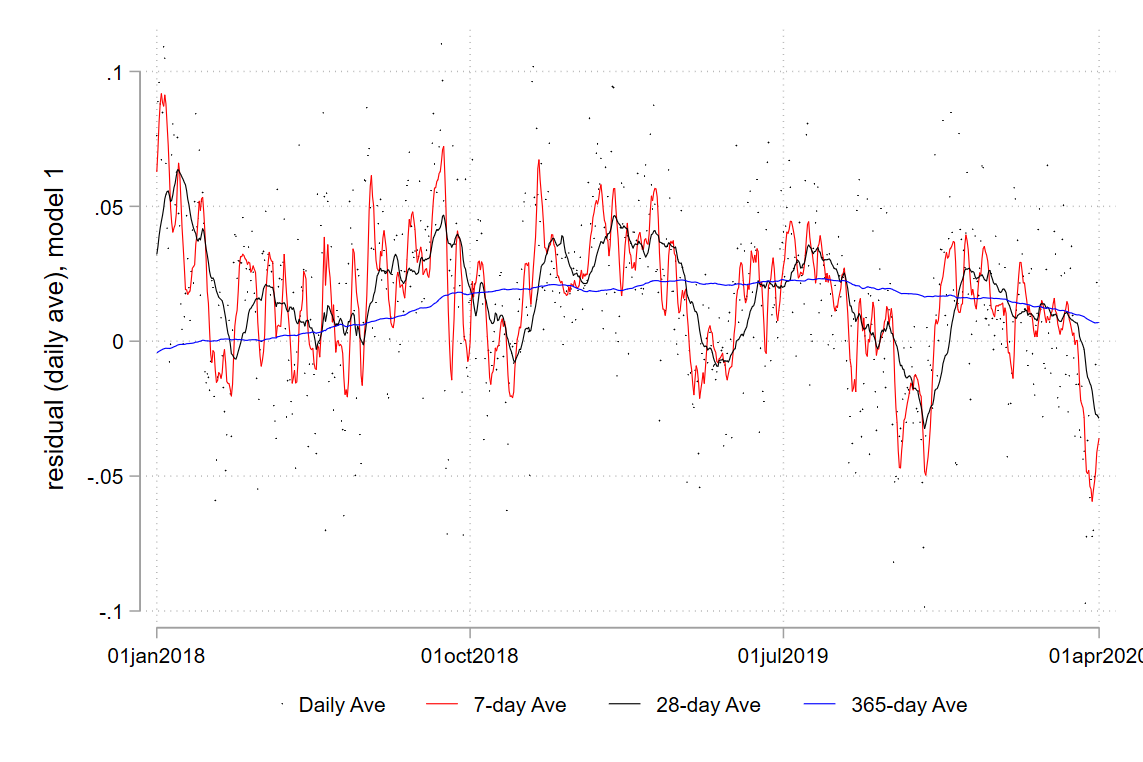 residual (daily ave), model 1
.1
.05
0
-.05
-.1
01jan2018 01oct2018 01jul2019 01apr2020
Daily Ave 7-day Ave 28-day Ave 365-day Ave